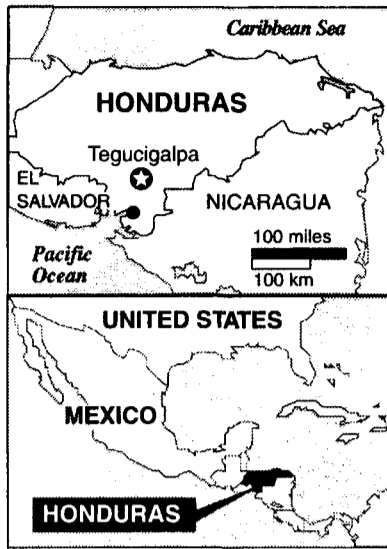 Caribbean Sea
HONDURAS
Tegucigalpa
EL
SALVADOR
NICARAGUA
Pacific
Ocean
100 miles
100 km
UNITED STATES
MEXICO
HONDURAS